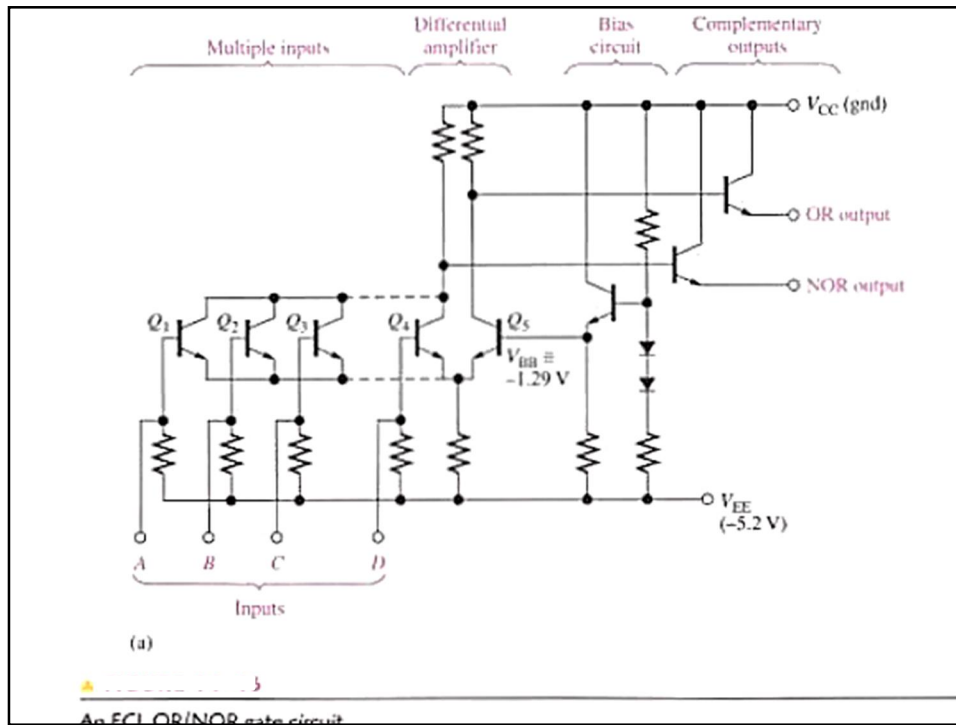 Multiple inputs
Differential
amplifier
Bias
circuit
Complementary
outputs
V_CC (gnd)
OR output
NOR output
Q1
Q2
Q3
Q4
Q5
V_BB ≅
–1.29 V
V_EE
(–5.2 V)
A B C D
Inputs
(a)
An ECL OR/NOR gate circuit